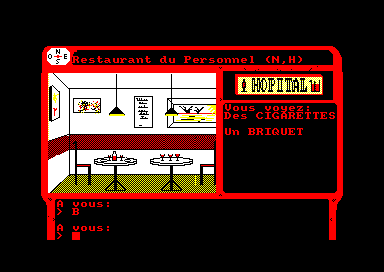 N
O E
S
Restaurant du Personnel (N,H)
HOPITAL
Vous voyez:
Des CIGARETTES
Un BRIQUET
A vous:
> B
A vous:
>